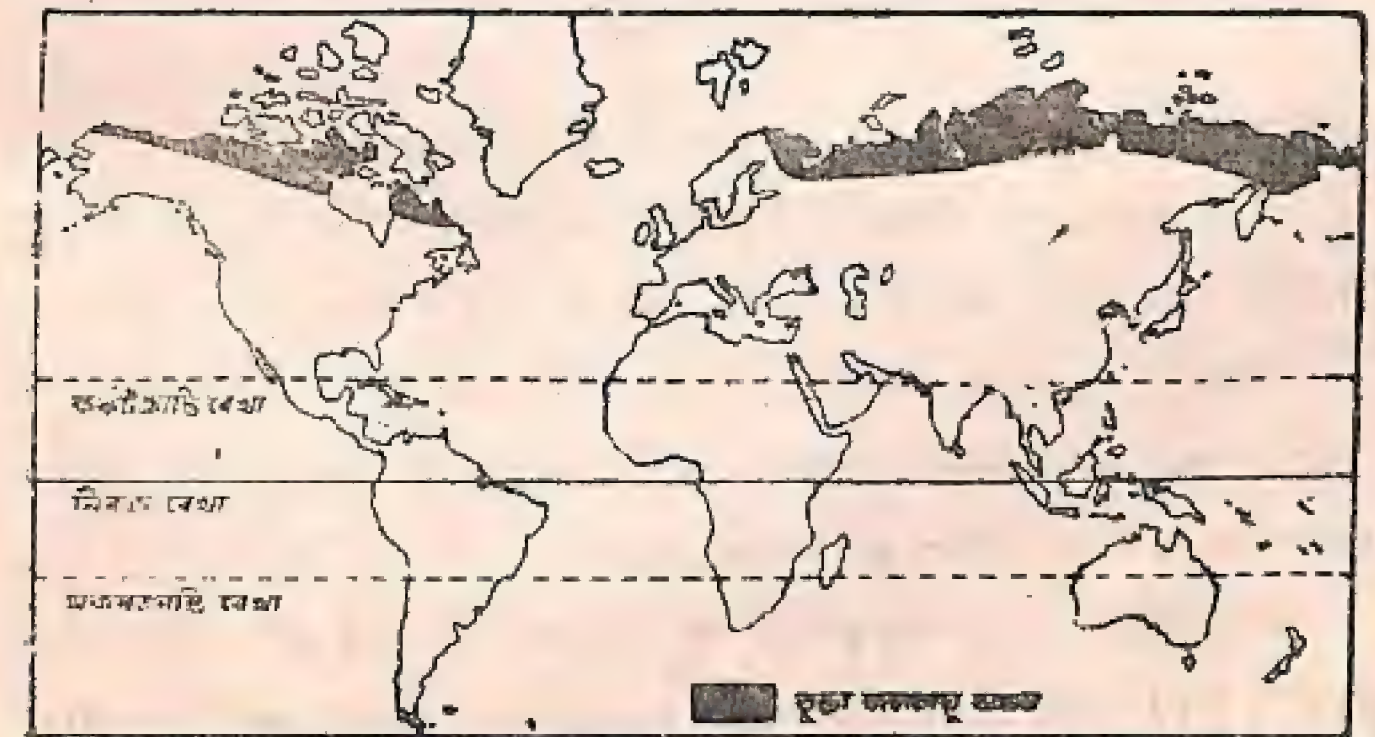 কর্কটক্রান্তি রেখা
নিরক্ষ রেখা
মকরক্রান্তি রেখা
তুন্দ্রা জলবায়ু অঞ্চল